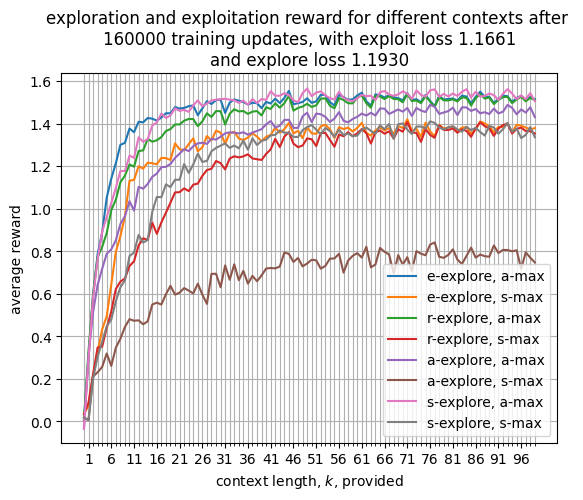 exploration and exploitation reward for different contexts after
160000 training updates, with exploit loss 1.1661
and explore loss 1.1930
1.6
1.4
1.2
1.0
0.8
0.6
0.4
0.2
0.0
average reward
e-explore, a-max
e-explore, s-max
r-explore, a-max
r-explore, s-max
a-explore, a-max
a-explore, s-max
s-explore, a-max
s-explore, s-max
1 6 11 16 21 26 31 36 41 46 51 56 61 66 71 76 81 86 91 96
context length, k, provided